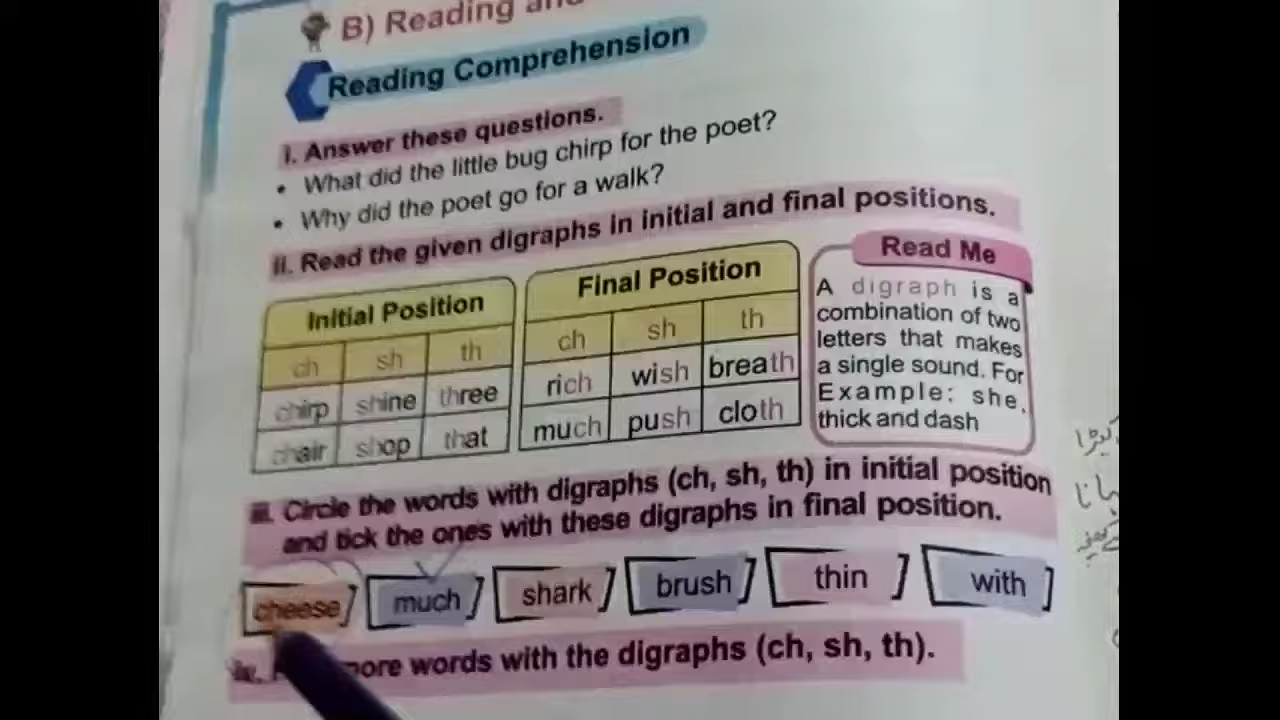 B) Reading and
Reading Comprehension
i. Answer these questions.
• What did the little bug chirp for the poet?
• Why did the poet go for a walk?
ii. Read the given digraphs in initial and final positions.
Initial Position
ch sh th
chirp shine three
chair shop that
Final Position
ch sh th
rich wish breath
much push cloth
Read Me
A digraph is a
combination of two
letters that makes
a single sound. For
Example: she,
thick and dash
iii. Circle the words with digraphs (ch, sh, th) in initial position
and tick the ones with these digraphs in final position.
cheese much shark brush thin with
iv. more words with the digraphs (ch, sh, th).